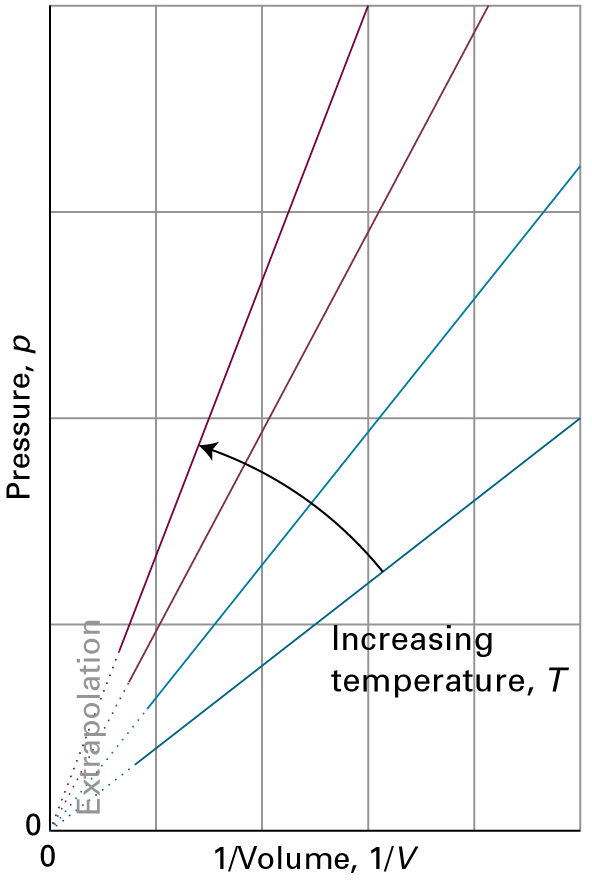 Pressure, p
Extrapolation
Increasing
temperature, T
0
0
1/Volume, 1/V